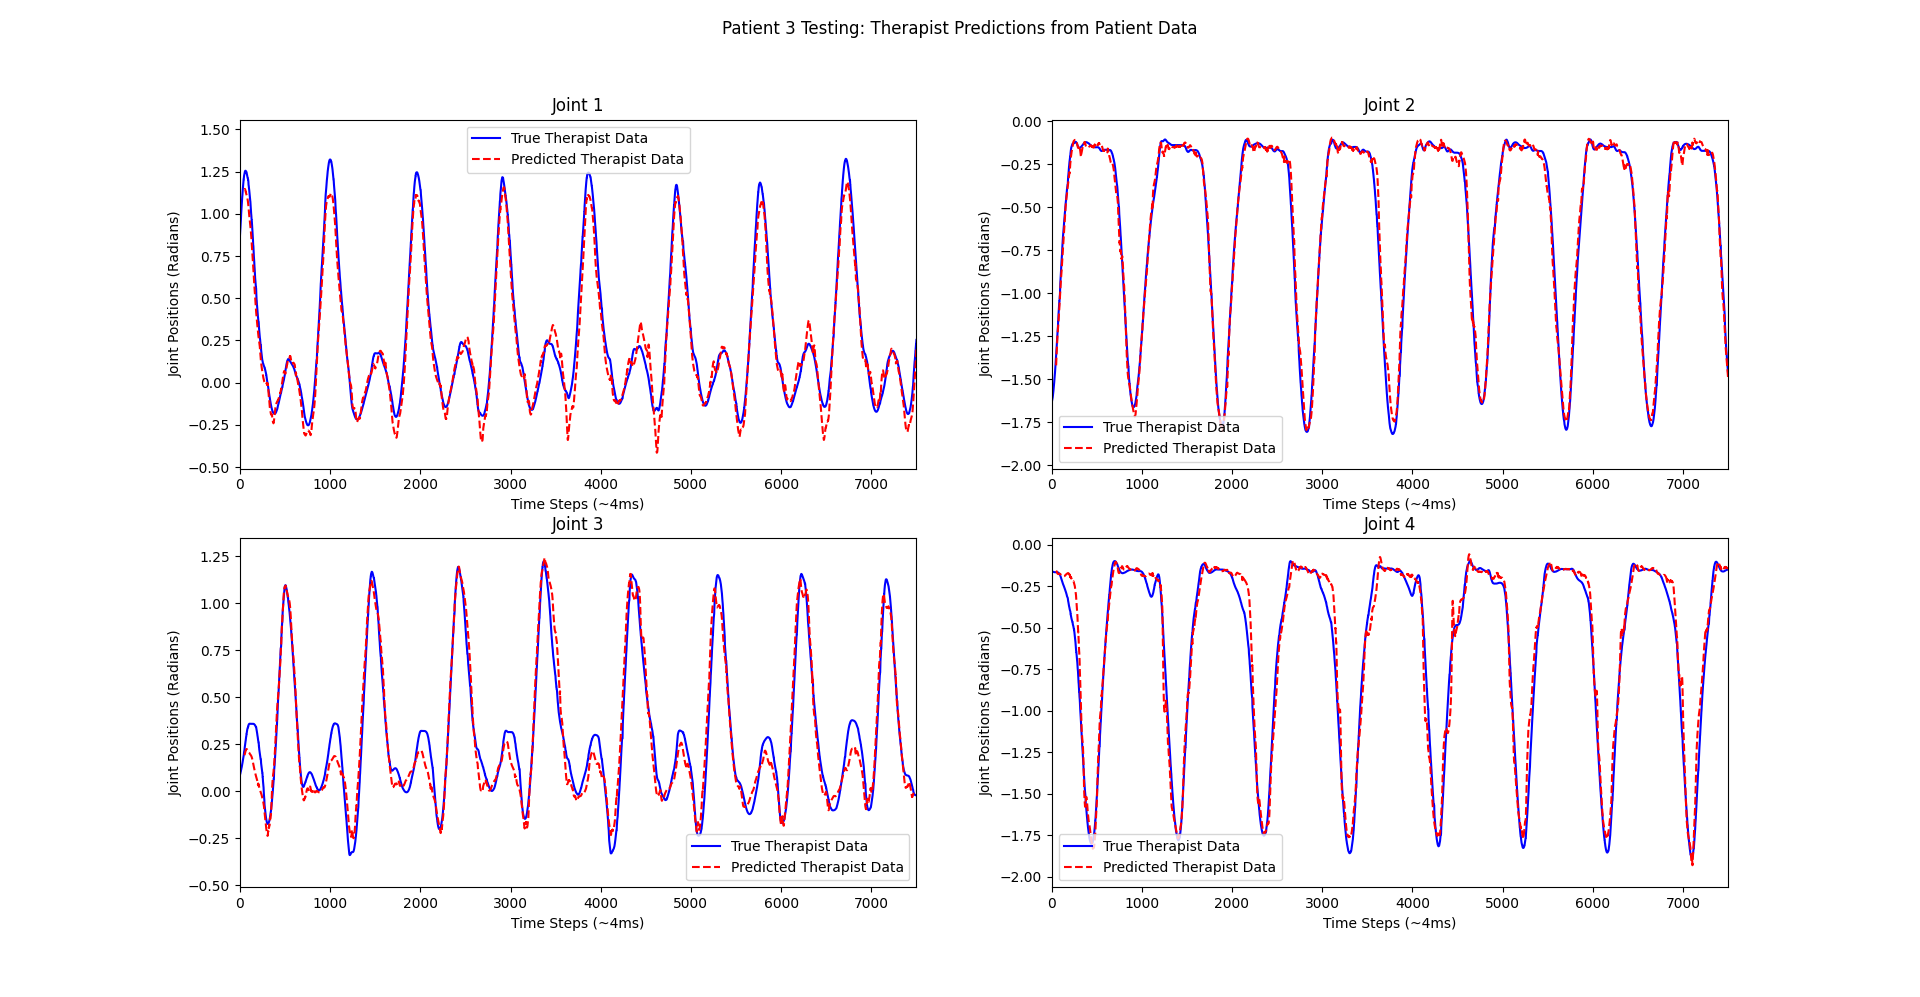 Patient 3 Testing: Therapist Predictions from Patient Data
Joint 1
Joint Positions (Radians)
1.50
1.25
1.00
0.75
0.50
0.25
0.00
−0.25
−0.50
True Therapist Data
Predicted Therapist Data
0 1000 2000 3000 4000 5000 6000 7000
Time Steps (~4ms)
Joint 2
Joint Positions (Radians)
0.00
−0.25
−0.50
−0.75
−1.00
−1.25
−1.50
−1.75
−2.00
True Therapist Data
Predicted Therapist Data
0 1000 2000 3000 4000 5000 6000 7000
Time Steps (~4ms)
Joint 3
Joint Positions (Radians)
1.25
1.00
0.75
0.50
0.25
0.00
−0.25
−0.50
True Therapist Data
Predicted Therapist Data
0 1000 2000 3000 4000 5000 6000 7000
Time Steps (~4ms)
Joint 4
Joint Positions (Radians)
0.00
−0.25
−0.50
−0.75
−1.00
−1.25
−1.50
−1.75
−2.00
True Therapist Data
Predicted Therapist Data
0 1000 2000 3000 4000 5000 6000 7000
Time Steps (~4ms)